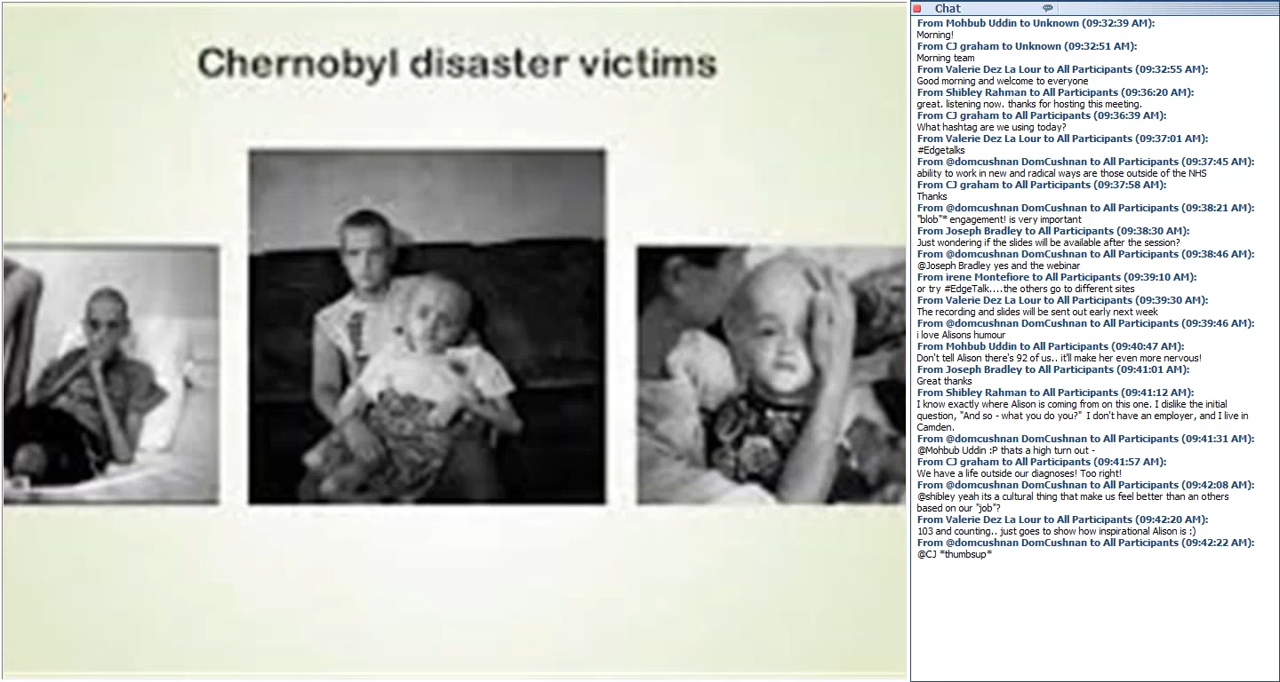 Chernobyl disaster victims
Chat
From Mohbub Uddin to Unknown (09:32:39 AM):
Morning!
From CJ graham to Unknown (09:32:51 AM):
Morning team
From Valerie Dez La Lour to All Participants (09:32:55 AM):
Good morning and welcome to everyone
From Shibley Rahman to All Participants (09:36:20 AM):
great. listening now. thanks for hosting this meeting.
From CJ graham to All Participants (09:36:39 AM):
What hashtag are we using today?
From Valerie Dez La Lour to All Participants (09:37:01 AM):
#Edgetalks
From @domcushnan DomCushnan to All Participants (09:37:45 AM):
ability to work in new and radical ways are those outside of the NHS
From CJ graham to All Participants (09:37:58 AM):
Thanks
From @domcushnan DomCushnan to All Participants (09:38:21 AM):
"blob"* engagement! is very important
From Joseph Bradley to All Participants (09:38:30 AM):
Just wondering if the slides will be available after the session?
From @domcushnan DomCushnan to All Participants (09:38:46 AM):
@Joseph Bradley yes and the webinar
From irene Montefiore to All Participants (09:39:10 AM):
or try #EdgeTalk....the others go to different sites
From Valerie Dez La Lour to All Participants (09:39:30 AM):
The recording and slides will be sent out early next week
From @domcushnan DomCushnan to All Participants (09:39:46 AM):
i love Alisons humour
From Mohbub Uddin to All Participants (09:40:47 AM):
Don't tell Alison there's 92 of us.. it'll make her even more nervous!
From Joseph Bradley to All Participants (09:41:01 AM):
Great thanks
From Shibley Rahman to All Participants (09:41:12 AM):
I know exactly where Alison is coming from on this one. I dislike the initial
question, "And so - what you do you?"  I don't have an employer, and I live in
Camden.
From @domcushnan DomCushnan to All Participants (09:41:31 AM):
@Mohbub Uddin :P thats a high turn out -
From CJ graham to All Participants (09:41:57 AM):
We have a life outside our diagnoses! Too right!
From @domcushnan DomCushnan to All Participants (09:42:08 AM):
@shibley yeah its a cultural thing that make us feel better than an others
based on our "job"?
From Valerie Dez La Lour to All Participants (09:42:20 AM):
103 and counting.. just goes to show how inspirational Alison is :)
From @domcushnan DomCushnan to All Participants (09:42:22 AM):
@CJ *thumbsup*